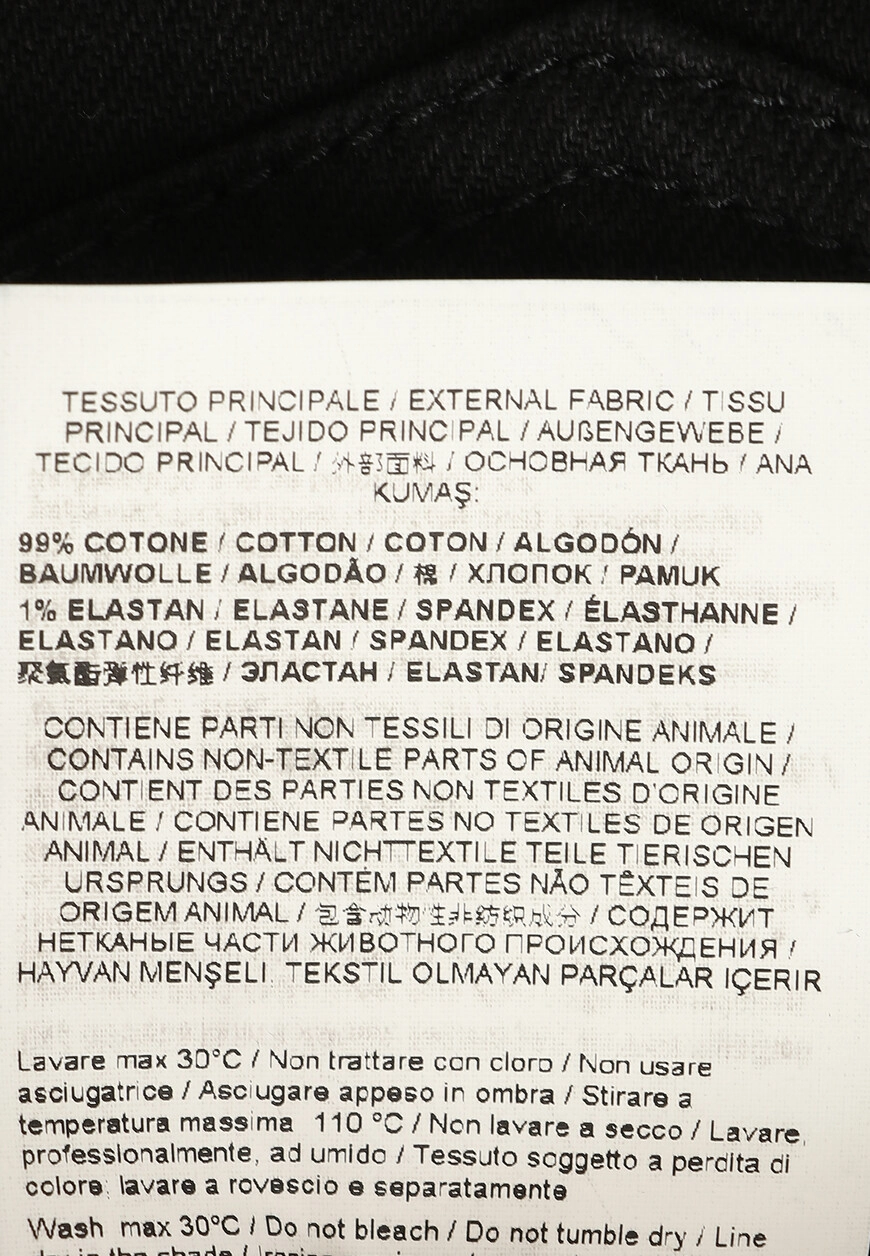 TESSUTO PRINCIPALE / EXTERNAL FABRIC / TISSU
PRINCIPAL / TEJIDO PRINCIPAL / AUßENGEWEBE /
TECIDO PRINCIPAL / 外部面料 / ОСНОВНАЯ ТКАНЬ / ANA
KUMAŞ:
99% COTONE / COTTON / COTON / ALGODÓN /
BAUMWOLLE / ALGODÃO / 棉 / ХЛОПОК / PAMUK
1% ELASTAN / ELASTANE / SPANDEX / ÉLASTHANNE /
ELASTANO / ELASTAN / SPANDEX / ELASTANO /
聚氨酯弹性纤维 / ЭЛАСТАН / ELASTAN/ SPANDEKS
CONTIENE PARTI NON TESSILI DI ORIGINE ANIMALE /
CONTAINS NON-TEXTILE PARTS OF ANIMAL ORIGIN /
CONTIENT DES PARTIES NON TEXTILES D'ORIGINE
ANIMALE / CONTIENE PARTES NO TEXTILES DE ORIGEN
ANIMAL / ENTHÄLT NICHTTEXTILE TEILE TIERISCHEN
URSPRUNGS / CONTÉM PARTES NÃO TÊXTEIS DE
ORIGEM ANIMAL / 包含动物性非纺织成分 / СОДЕРЖИТ
НЕТКАНЫЕ ЧАСТИ ЖИВОТНОГО ПРОИСХОЖДЕНИЯ /
HAYVAN MENŞELI. TEKSTIL OLMAYAN PARÇALAR IÇERIR
Lavare max 30°C / Non trattare con cloro / Non usare
asciugatrice / Asciugare appeso in ombra / Stirare a
temperatura massima 110 °C / Non lavare a secco / Lavare,
professionalmente, ad umido / Tessuto soggetto a perdita di
colore, lavare a rovescio e separatamente
Wash max 30°C / Do not bleach / Do not tumble dry / Line
dry in the shade /